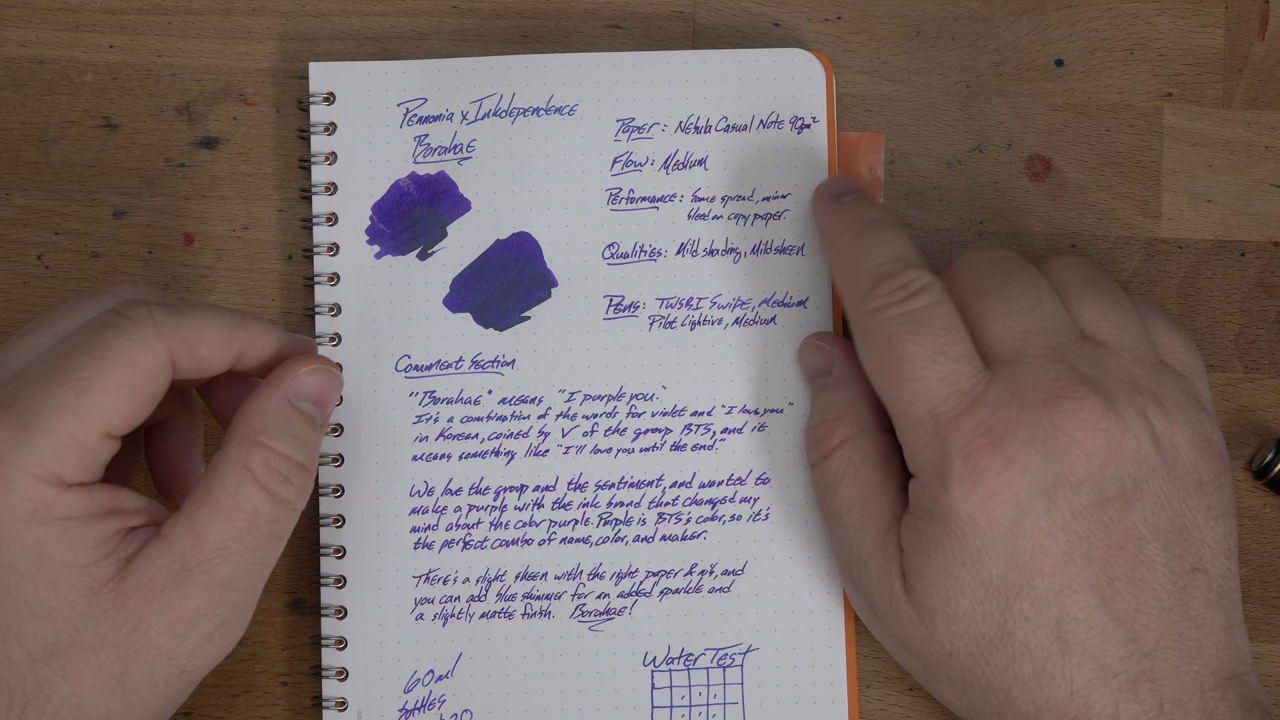 Pennonia x Inkdependence
Borahae
Paper: Nebula Casual Note 90gm²
Flow: Medium
Performance: Some spread, minor
bleed on copy paper.
Qualities: Mild shading, Mild sheen
Pens: TWSBI Swipe, Medium
Pilot Lightive, Medium
Comment Section
"Borahae" means "I purple you".
It's a combination of the words for violet and "I love you"
in Korean, coined by V of the group BTS, and it
means something like "I'll love you until the end."
We love the group and the sentiment, and wanted to
make a purple with the ink brand that changed my
mind about the color purple. Purple is BTS's color, so it's
the perfect combo of name, color, and maker.
There's a slight sheen with the right paper & nib, and
you can add blue shimmer for an added sparkle and
a slightly matte finish. Borahae!
60ml
bottles
Water Test